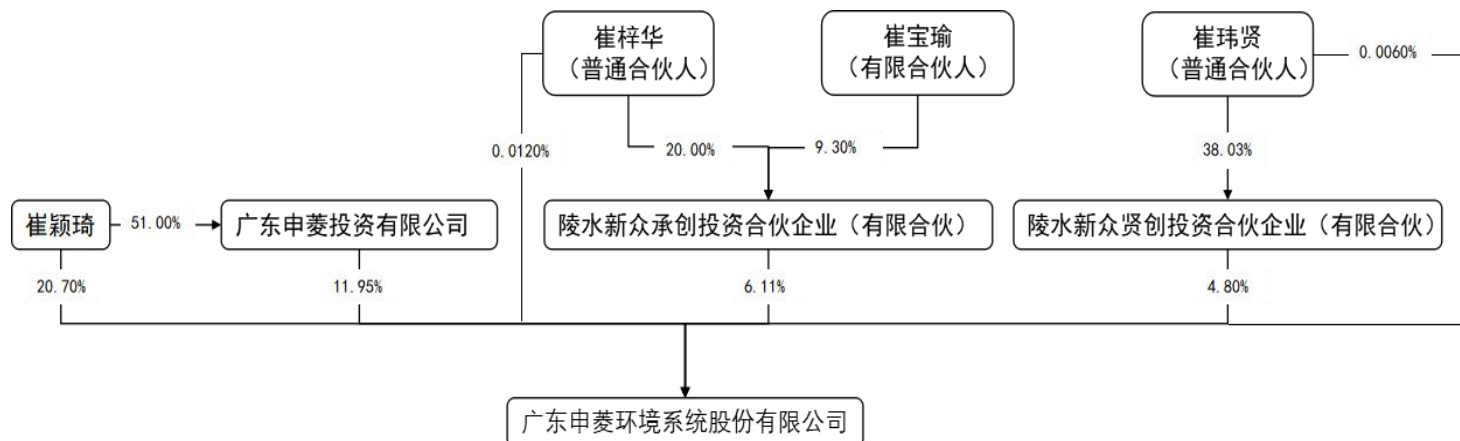 崔梓华
（普通合伙人）
崔宝瑜
（有限合伙人）
崔玮贤
（普通合伙人）
0.0060%
0.0120%
20.00%
9.30%
38.03%
崔颖琦
51.00%
广东申菱投资有限公司
陵水新众承创投资合伙企业（有限合伙）
陵水新众贤创投资合伙企业（有限合伙）
20.70%
11.95%
6.11%
4.80%
广东申菱环境系统股份有限公司